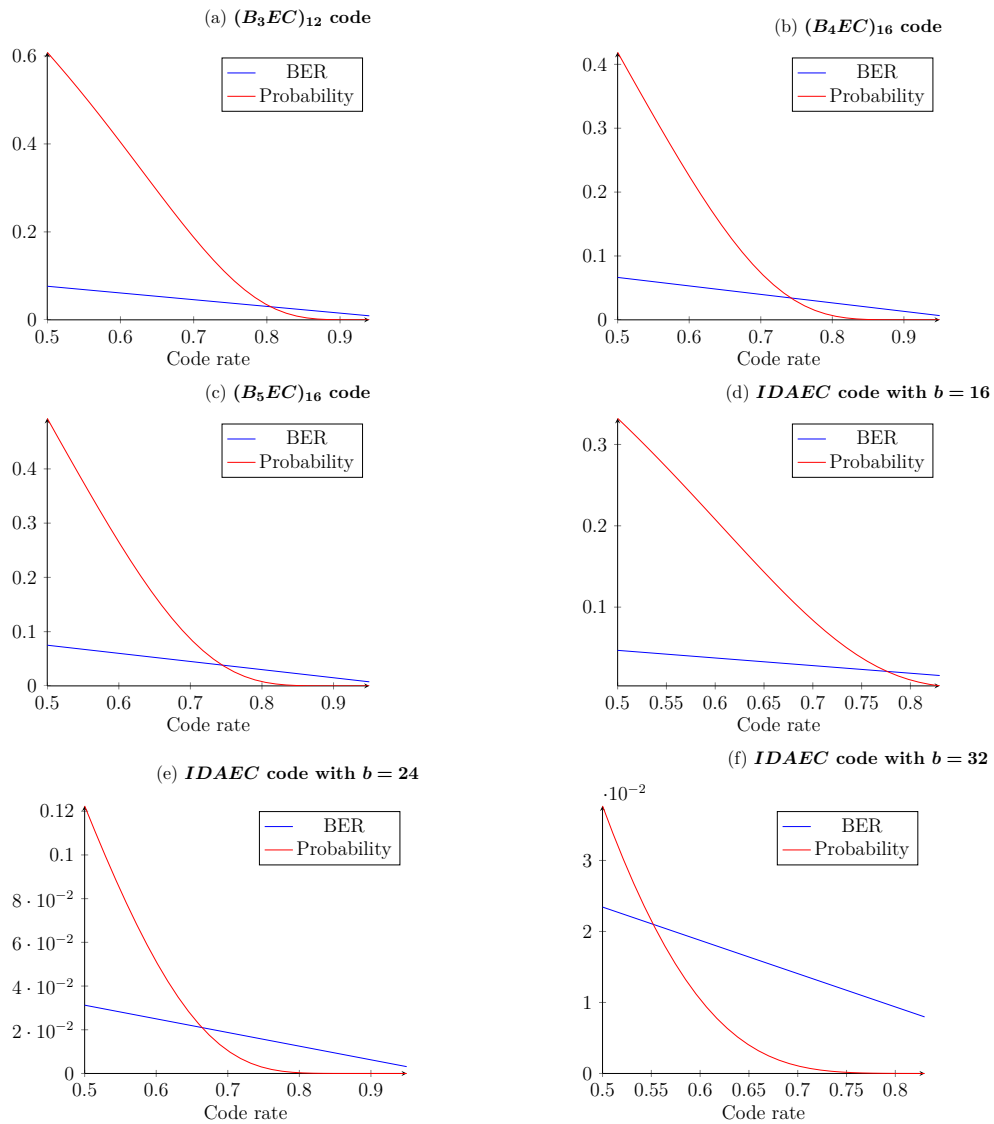 (a) (B₃EC)₁₂ code
0.6
0.4
0.2
0
0.5 0.6 0.7 0.8 0.9
Code rate
BER
Probability
(b) (B₄EC)₁₆ code
0.4
0.3
0.2
0.1
0
0.5 0.6 0.7 0.8 0.9
Code rate
BER
Probability
(c) (B₅EC)₁₆ code
0.4
0.3
0.2
0.1
0
0.5 0.6 0.7 0.8 0.9
Code rate
BER
Probability
(d) IDAEC code with b = 16
0.3
0.2
0.1
0.5 0.55 0.6 0.65 0.7 0.75 0.8
Code rate
BER
Probability
(e) IDAEC code with b = 24
0.12
0.1
8 · 10⁻²
6 · 10⁻²
4 · 10⁻²
2 · 10⁻²
0
0.5 0.6 0.7 0.8 0.9
Code rate
BER
Probability
(f) IDAEC code with b = 32
·10⁻²
3
2
1
0
0.5 0.55 0.6 0.65 0.7 0.75 0.8
Code rate
BER
Probability